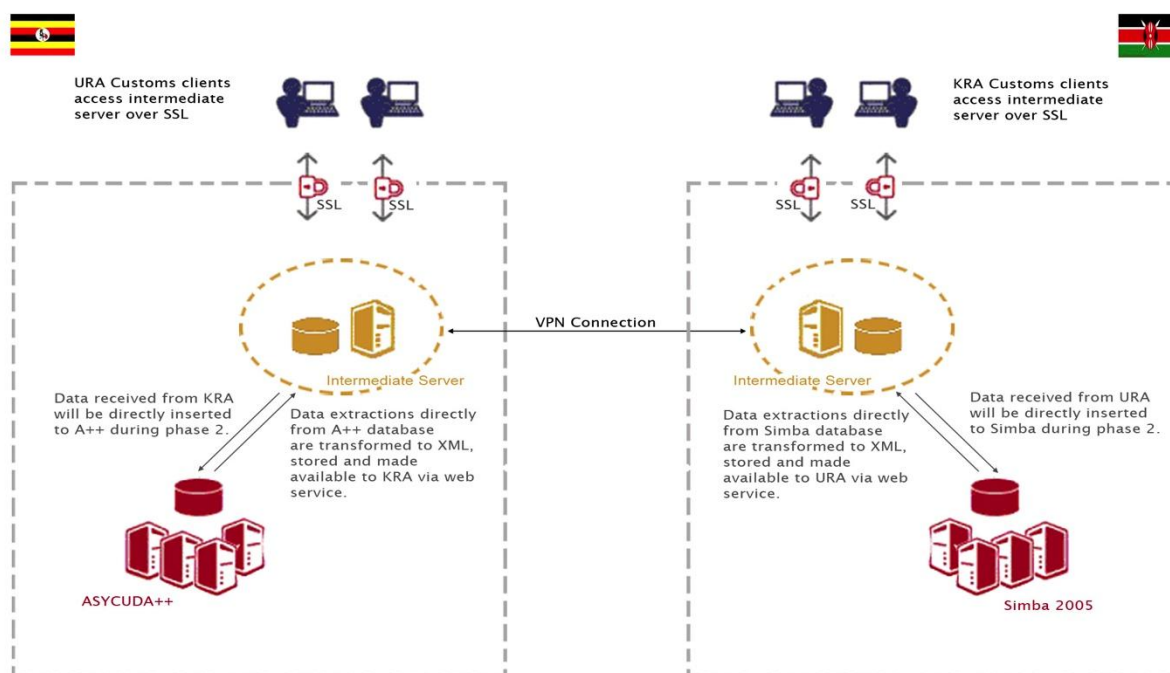 URA Customs clients
access intermediate
server over SSL
KRA Customs clients
access intermediate
server over SSL
SSL
SSL
SSL
SSL
VPN Connection
Intermediate Server
Intermediate Server
Data received from KRA
will be directly inserted
to A++ during phase 2.
Data extractions directly
from A++ database
are transformed to XML,
stored and made
available to KRA via web
service.
Data extractions directly
from Simba database
are transformed to XML,
stored and made
available to URA via web
service.
Data received from URA
will be directly inserted
to Simba during phase 2.
ASYCUDA++
Simba 2005